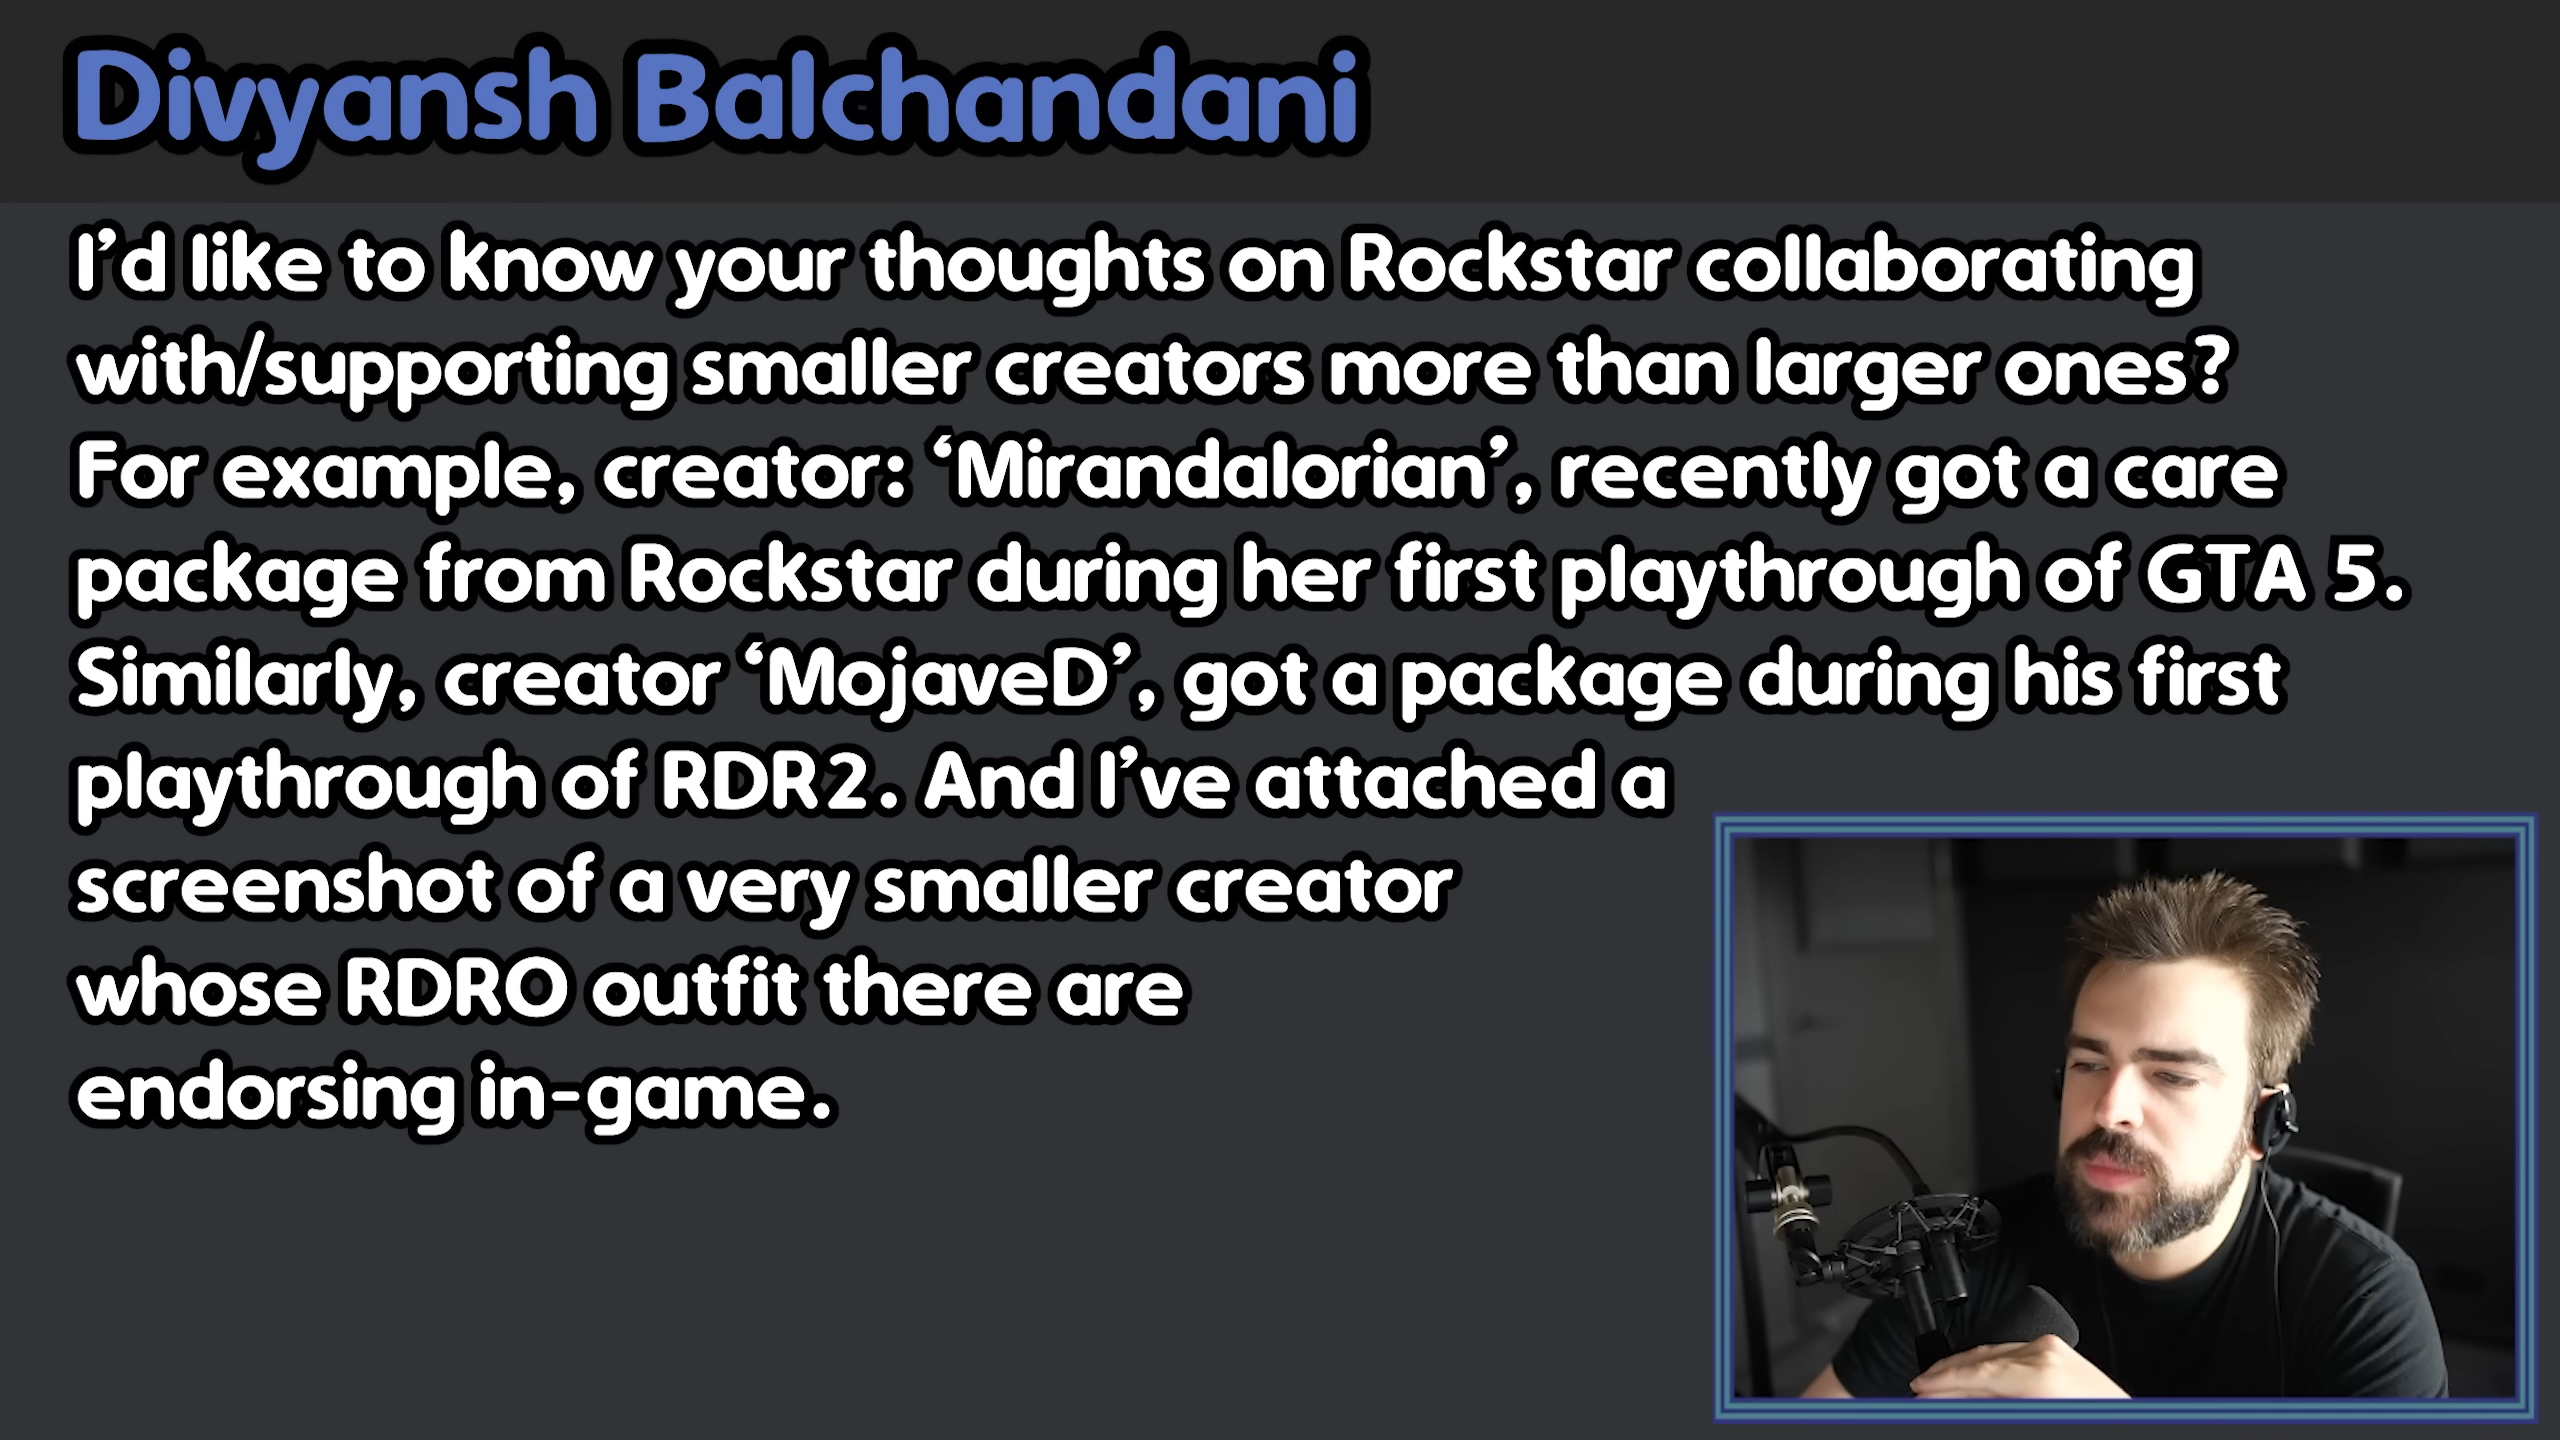 Divyansh Balchandani
I’d like to know your thoughts on Rockstar collaborating
with/supporting smaller creators more than larger ones?
For example, creator: ‘Mirandalorian’, recently got a care
package from Rockstar during her first playthrough of GTA 5.
Similarly, creator ‘MojaveD’, got a package during his first
playthrough of RDR2. And I’ve attached a
screenshot of a very smaller creator
whose RDRO outfit there are
endorsing in-game.